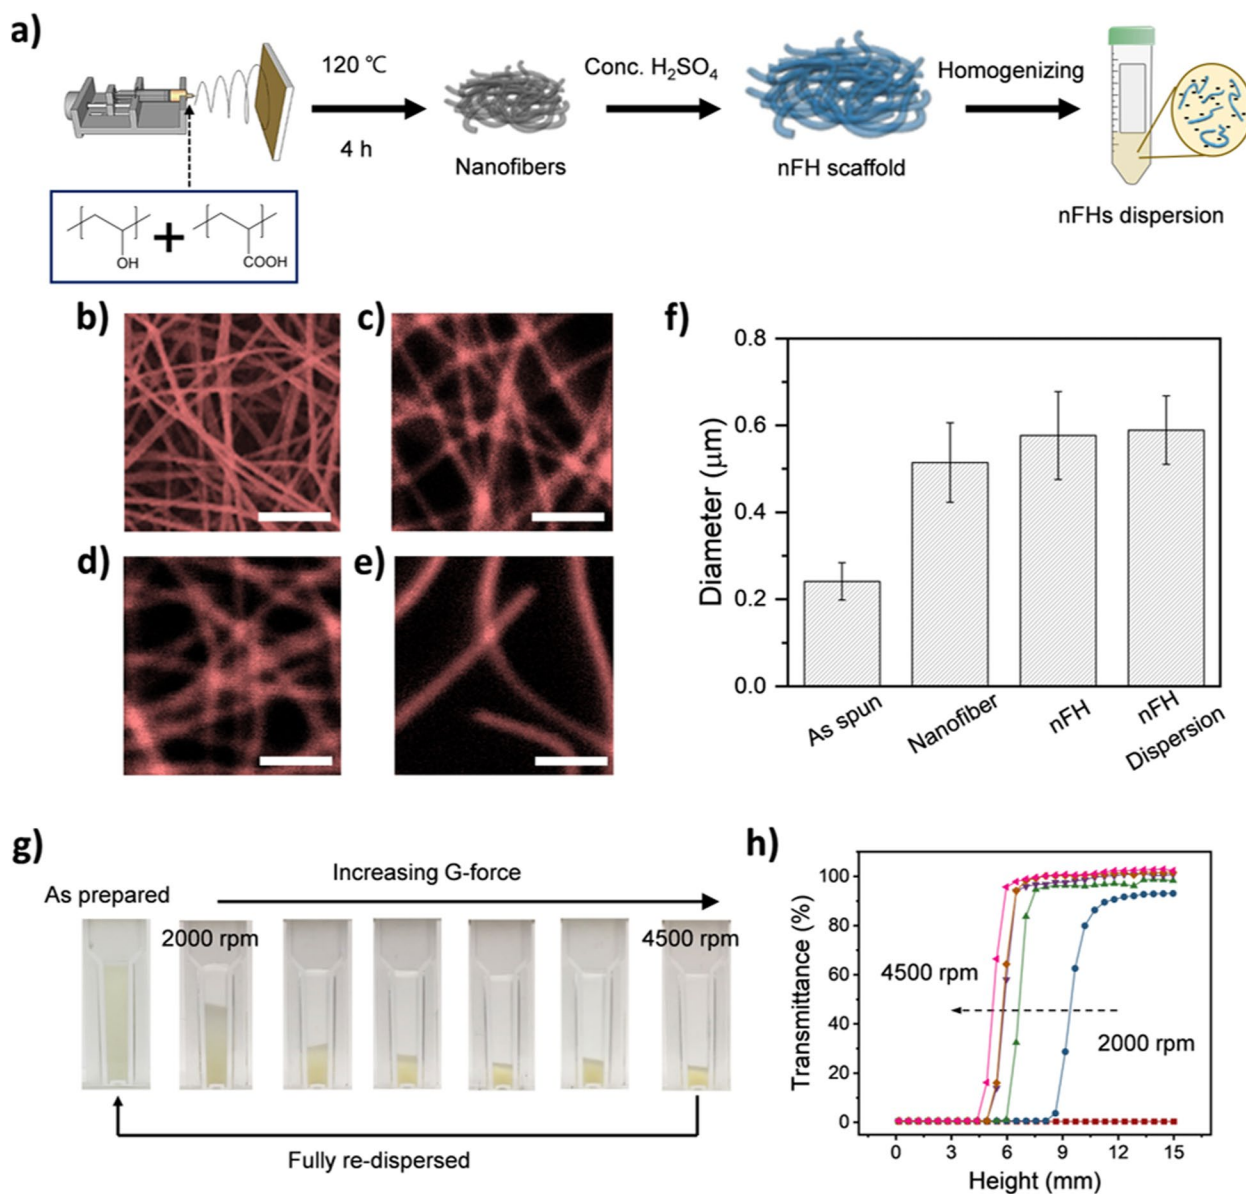 a)
120 ℃
4 h
Conc. H₂SO₄
Homogenizing
Nanofibers
nFH scaffold
nFHs dispersion
OH
+
COOH
b)
c)
d)
e)
f)
0.8
0.6
0.4
0.2
0.0
Diameter (μm)
As spun
Nanofiber
nFH
nFH
Dispersion
g)
As prepared
Increasing G-force
2000 rpm
4500 rpm
Fully re-dispersed
h)
100
80
60
40
20
0
Transmittance (%)
4500 rpm
2000 rpm
0 3 6 9 12 15
Height (mm)